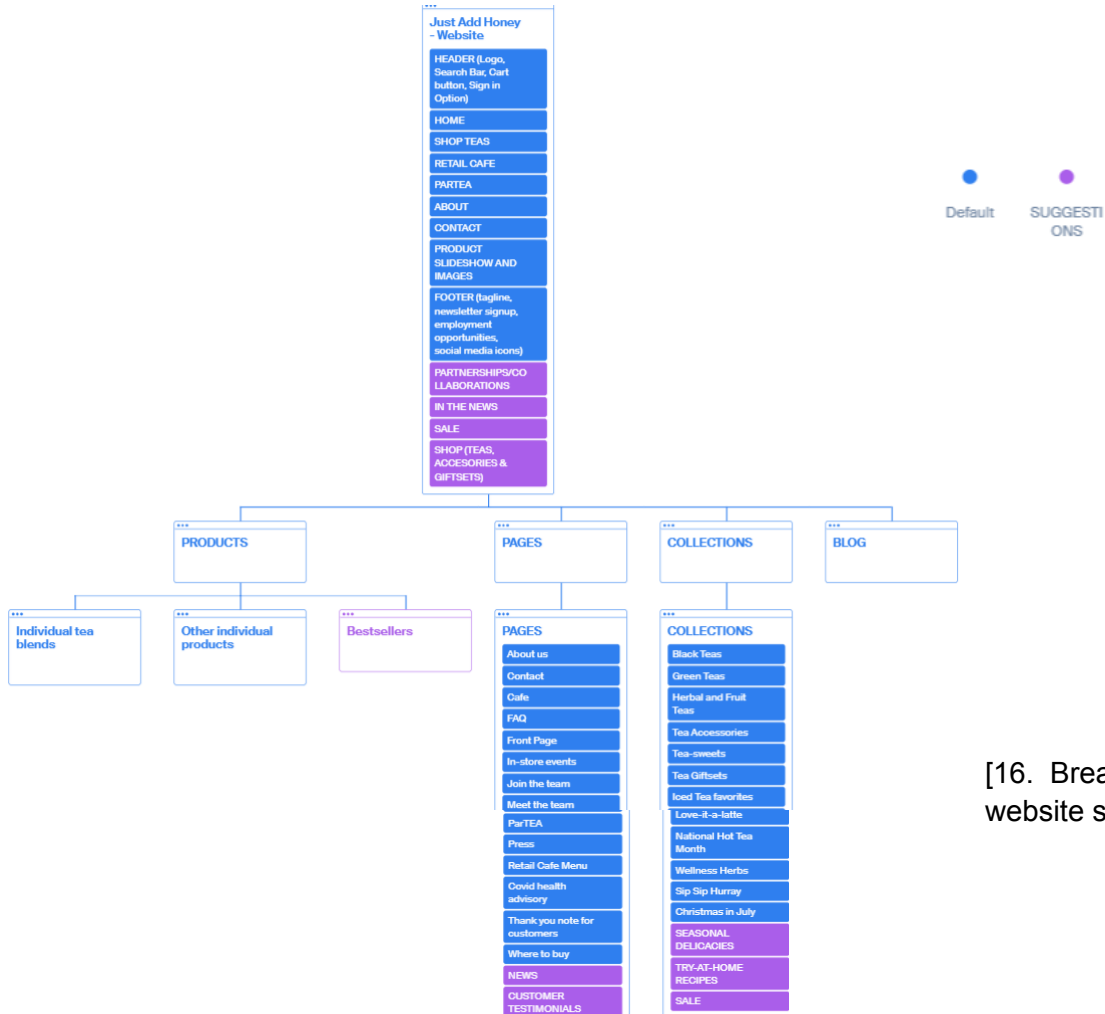 Just Add Honey
- Website
HEADER (Logo,
Search Bar, Cart
button, Sign in
Option)
HOME
SHOP TEAS
RETAIL CAFE
PARTEA
ABOUT
CONTACT
PRODUCT
SLIDESHOW AND
IMAGES
FOOTER (tagline,
newsletter signup,
employment
opportunities,
social media icons)
PARTNERSHIPS/CO
LLABORATIONS
IN THE NEWS
SALE
SHOP (TEAS,
ACCESORIES &
GIFTSETS)
Default
SUGGESTI
ONS
PRODUCTS
PAGES
COLLECTIONS
BLOG
Individual tea
blends
Other individual
products
Bestsellers
PAGES
About us
Contact
Cafe
FAQ
Front Page
In-store events
Join the team
Meet the team
ParTEA
Press
Retail Cafe Menu
Covid health
advisory
Thank you note for
customers
Where to buy
NEWS
CUSTOMER
TESTIMONIALS
COLLECTIONS
Black Teas
Green Teas
Herbal and Fruit
Teas
Tea Accessories
Tea-sweets
Tea Giftsets
Iced Tea favorites
Love-it-a-latte
National Hot Tea
Month
Wellness Herbs
Sip Sip Hurray
Christmas in July
SEASONAL
DELICACIES
TRY-AT-HOME
RECIPES
SALE
[16.
website